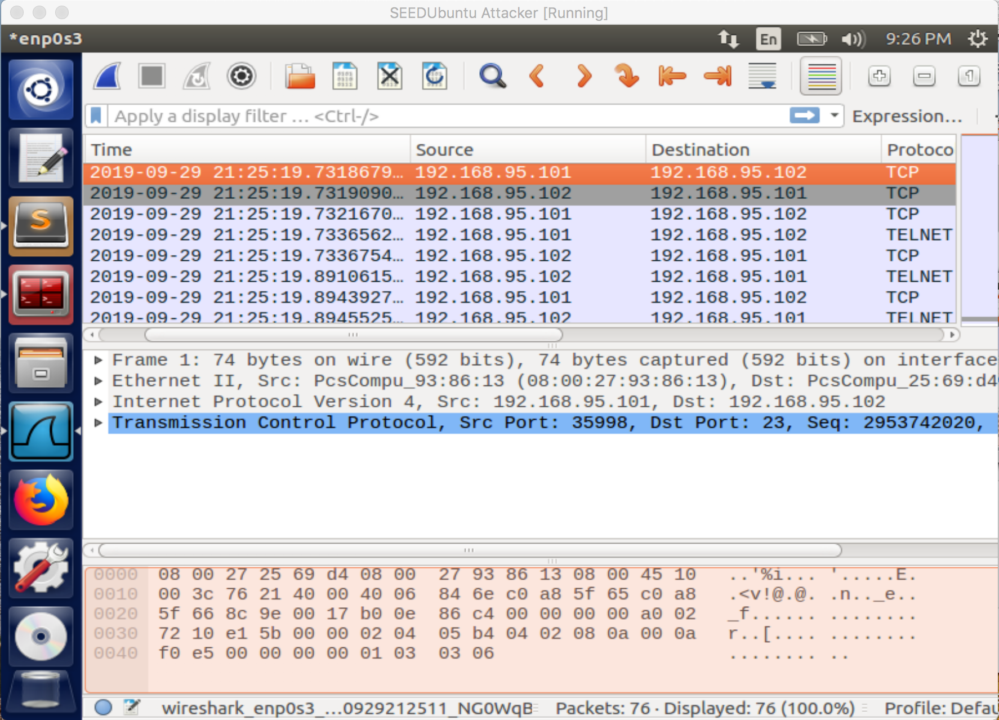 SEEDUbuntu Attacker [Running]
*enp0s3 En 9:26 PM
Apply a display filter ... <Ctrl-/> Expression...
Time Source Destination Protoco
2019-09-29 21:25:19.7318679... 192.168.95.101 192.168.95.102 TCP
2019-09-29 21:25:19.7319090... 192.168.95.102 192.168.95.101 TCP
2019-09-29 21:25:19.7321670... 192.168.95.101 192.168.95.102 TCP
2019-09-29 21:25:19.7336562... 192.168.95.101 192.168.95.102 TELNET
2019-09-29 21:25:19.7336754... 192.168.95.102 192.168.95.101 TCP
2019-09-29 21:25:19.8910615... 192.168.95.102 192.168.95.101 TELNET
2019-09-29 21:25:19.8943927... 192.168.95.101 192.168.95.102 TCP
2019-09-29 21:25:19.8945525... 192.168.95.102 192.168.95.101 TELNET
Frame 1: 74 bytes on wire (592 bits), 74 bytes captured (592 bits) on interface
Ethernet II, Src: PcsCompu_93:86:13 (08:00:27:93:86:13), Dst: PcsCompu_25:69:d4
Internet Protocol Version 4, Src: 192.168.95.101, Dst: 192.168.95.102
Transmission Control Protocol, Src Port: 35998, Dst Port: 23, Seq: 2953742020,
0000 08 00 27 25 69 d4 08 00 27 93 86 13 08 00 45 10 ..'%i... '.....E.
0010 00 3c 76 21 40 00 40 06 84 6e c0 a8 5f 65 c0 a8 .<v!@.@. .n.._e..
0020 5f 66 8c 9e 00 17 b0 0e 86 c4 00 00 00 00 a0 02 _f...... ........
0030 72 10 e1 5b 00 00 02 04 05 b4 04 02 08 0a 00 0a r..[.... ........
0040 f0 e5 00 00 00 00 01 03 03 06 ........ ..
wireshark_enp0s3_...0929212511_NG0WqB Packets: 76 · Displayed: 76 (100.0%) Profile: Defau